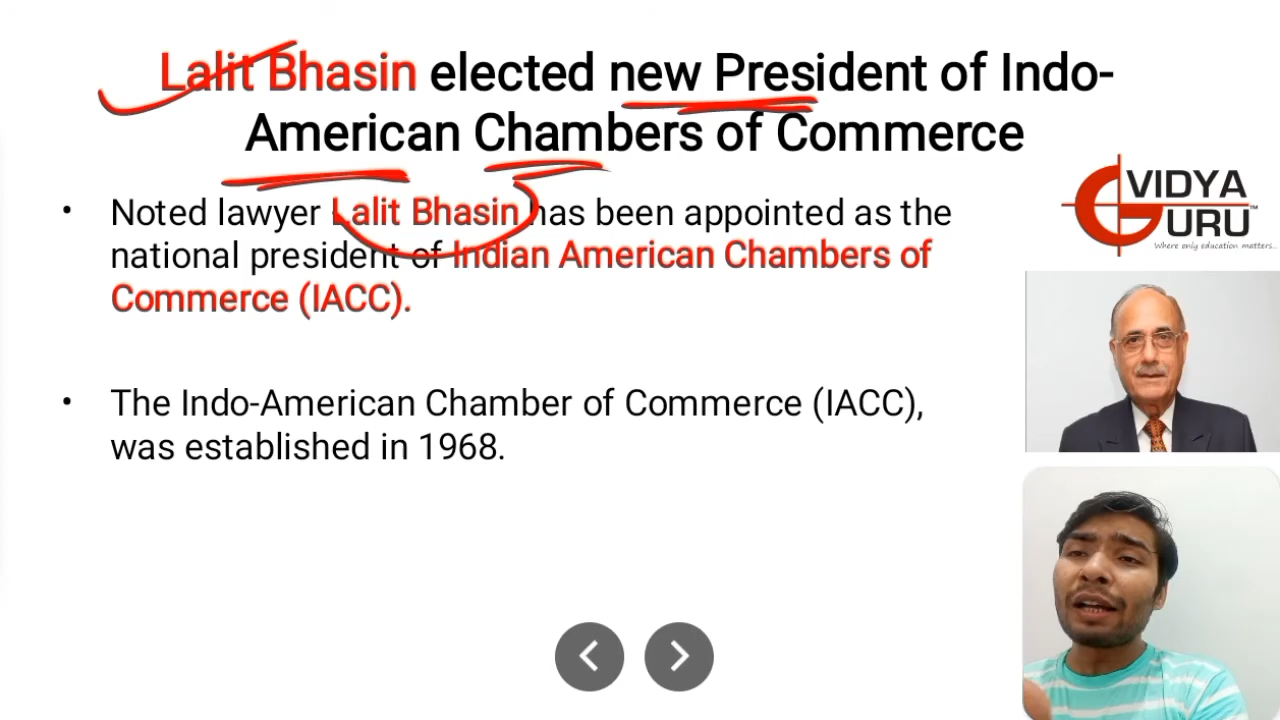 Lalit Bhasin elected new President of Indo-
American Chambers of Commerce
• Noted lawyer Lalit Bhasin has been appointed as the
national president of Indian American Chambers of
Commerce (IACC).
• The Indo-American Chamber of Commerce (IACC),
was established in 1968.
VIDYA
GURU™
Where only education matters...